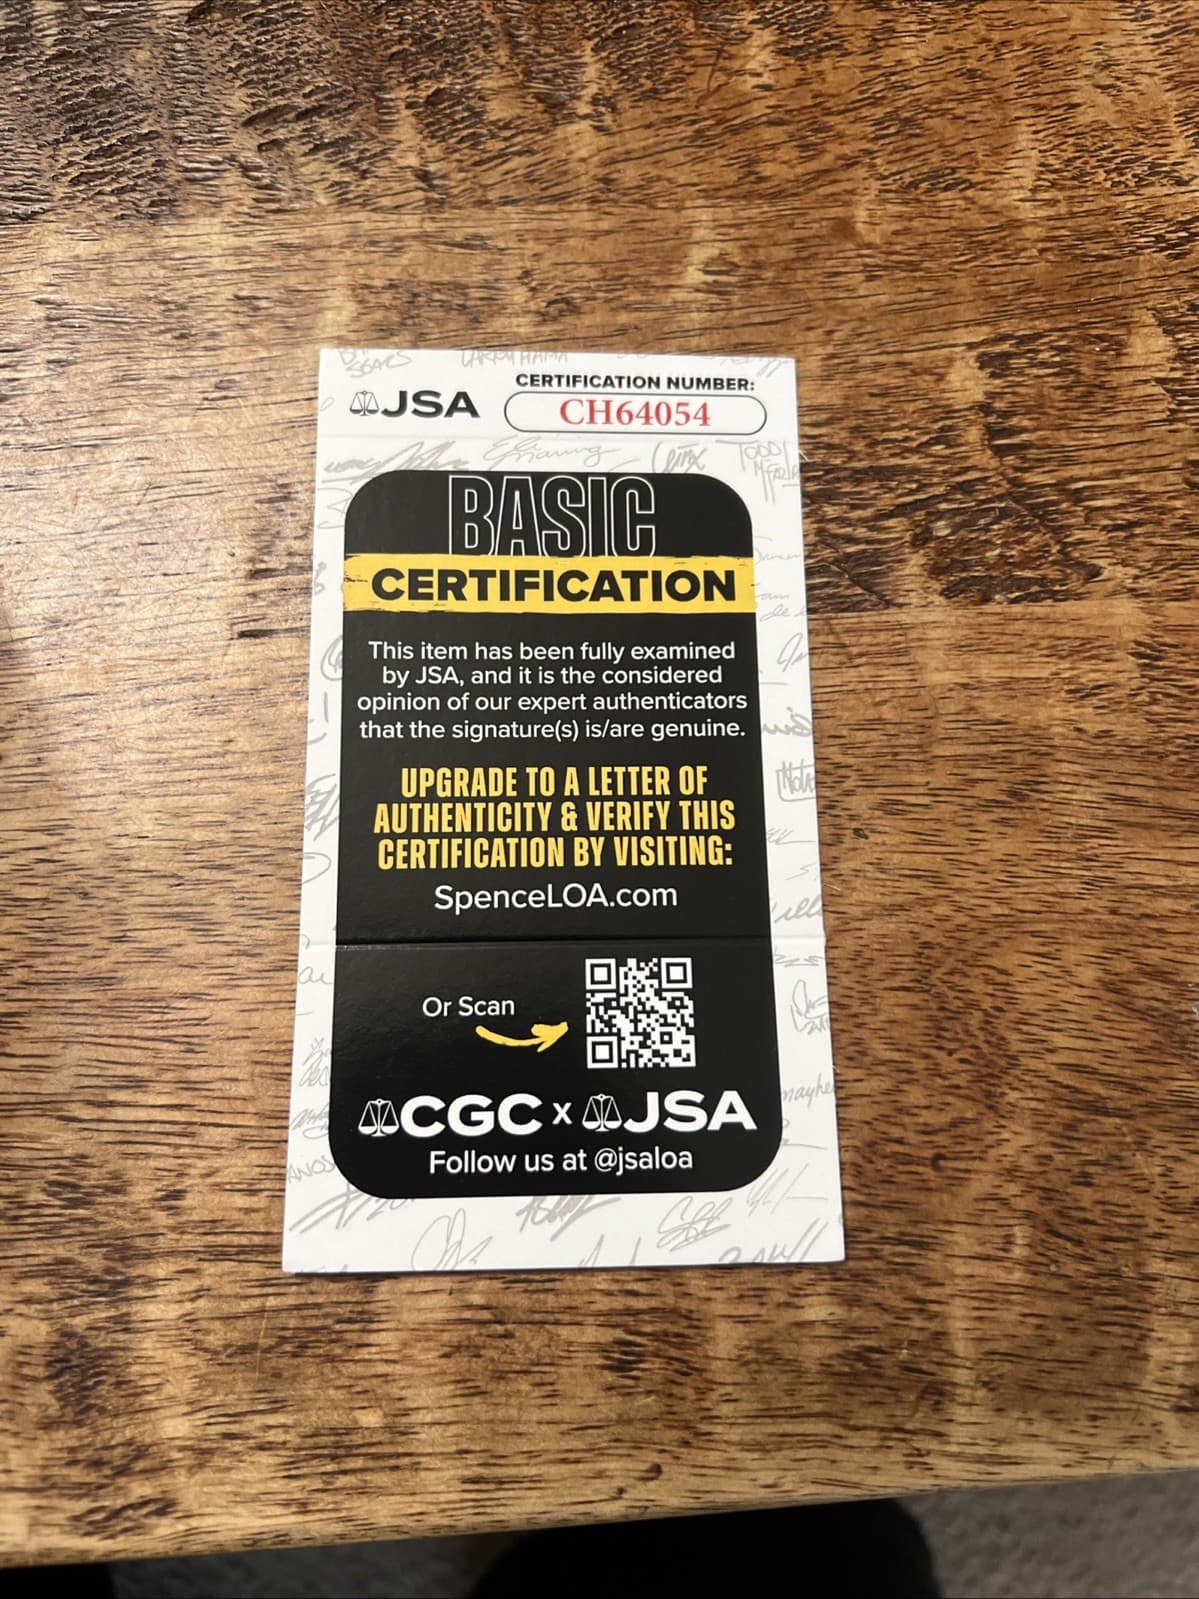 JSA
CERTIFICATION NUMBER:
CH64054
BASIC
CERTIFICATION
This item has been fully examined
by JSA, and it is the considered
opinion of our expert authenticators
that the signature(s) is/are genuine.
UPGRADE TO A LETTER OF
AUTHENTICITY & VERIFY THIS
CERTIFICATION BY VISITING:
SpenceLOA.com
Or Scan
CGC x JSA
Follow us at @jsaloa